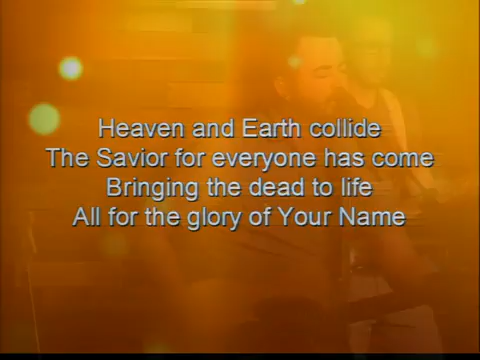 Heaven and Earth collide
The Savior for everyone has come
Bringing the dead to life
All for the glory of Your Name